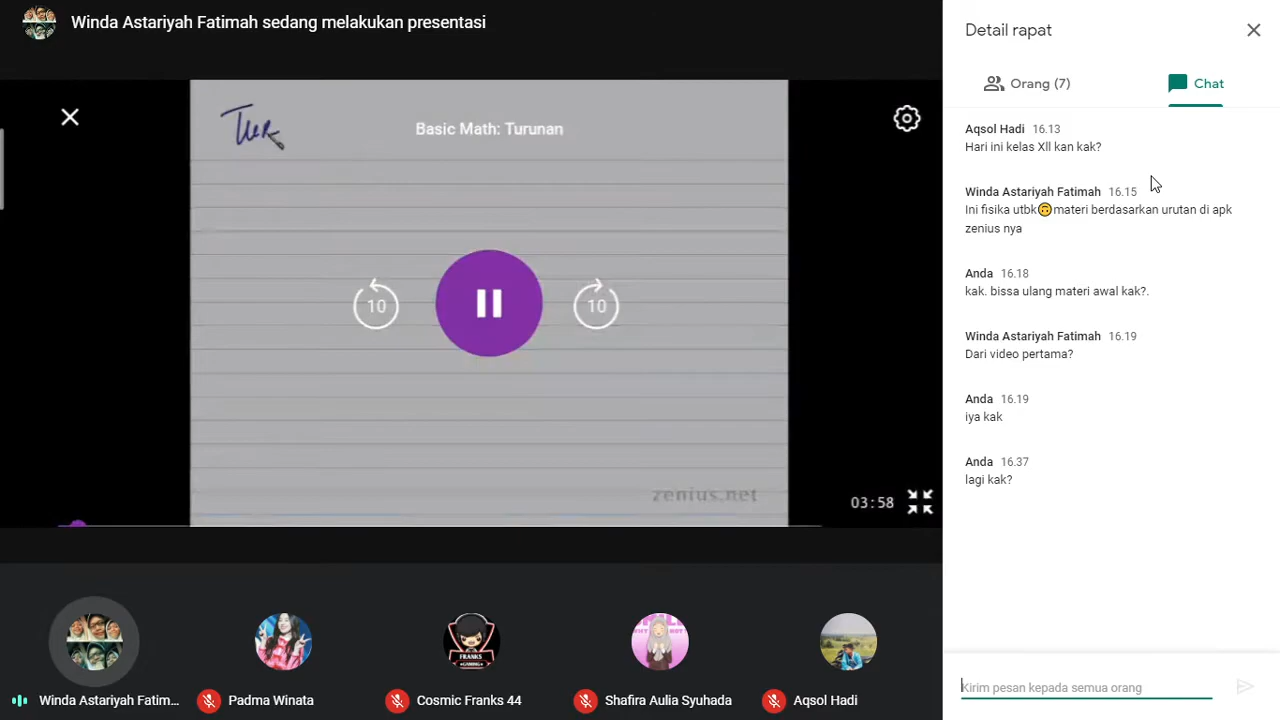 Winda Astariyah Fatimah sedang melakukan presentasi
Tur
Basic Math: Turunan
10
10
zenius.net
03:58
Detail rapat
Orang (7)
Chat
Aqsol Hadi 16.13
Hari ini kelas Xll kan kak?
Winda Astariyah Fatimah 16.15
Ini fisika utbk🙃materi berdasarkan urutan di apk
zenius nya
Anda 16.18
kak. bissa ulang materi awal kak?.
Winda Astariyah Fatimah 16.19
Dari video pertama?
Anda 16.19
iya kak
Anda 16.37
lagi kak?
Kirim pesan kepada semua orang
Winda Astariyah Fatim...
Padma Winata
FRANKS
GAMING
Cosmic Franks 44
Shafira Aulia Syuhada
Aqsol Hadi